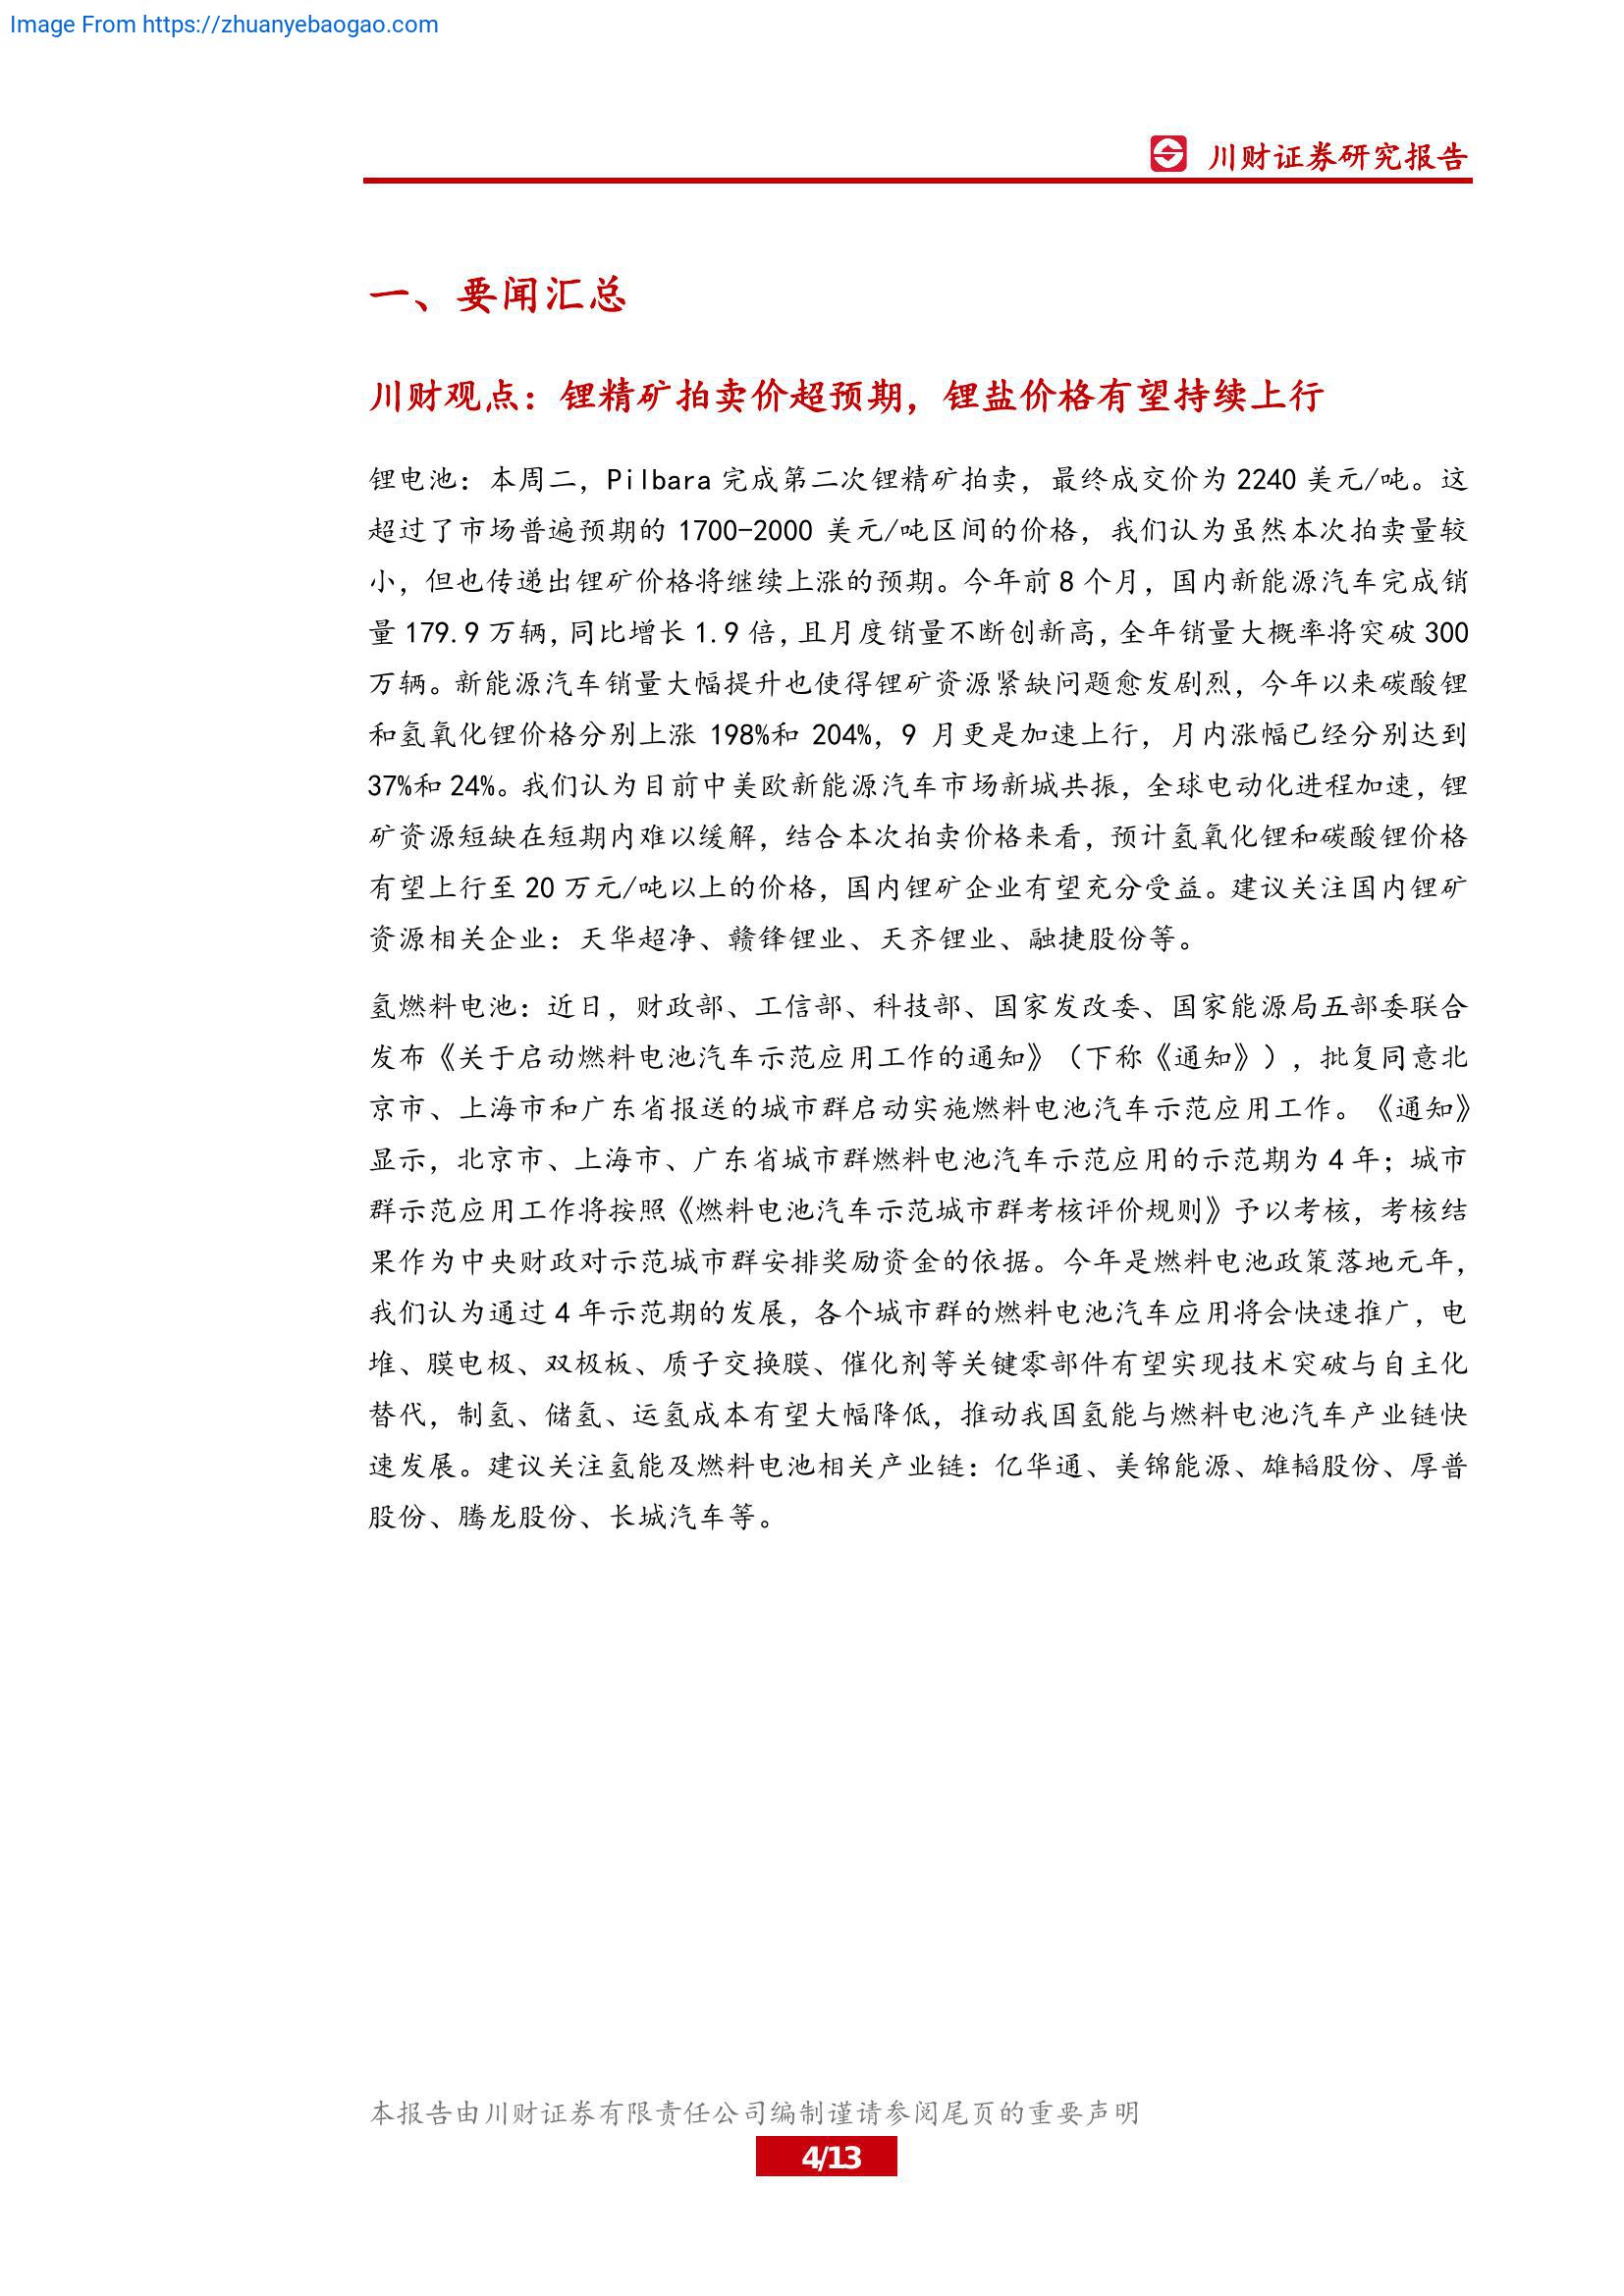 Image From https://zhuanyebaogao.com
川财证券研究报告
一、要闻汇总
川财观点：锂精矿拍卖价超预期，锂盐价格有望持续上行
锂电池：本周二，Pilbara 完成第二次锂精矿拍卖，最终成交价为 2240 美元/吨。这
超过了市场普遍预期的 1700-2000 美元/吨区间的价格，我们认为虽然本次拍卖量较
小，但也传递出锂矿价格将继续上涨的预期。今年前 8 个月，国内新能源汽车完成销
量 179.9 万辆，同比增长 1.9 倍，且月度销量不断创新高，全年销量大概率将突破 300
万辆。新能源汽车销量大幅提升也使得锂矿资源紧缺问题愈发剧烈，今年以来碳酸锂
和氢氧化锂价格分别上涨 198%和 204%，9 月更是加速上行，月内涨幅已经分别达到
37%和 24%。我们认为目前中美欧新能源汽车市场新城共振，全球电动化进程加速，锂
矿资源短缺在短期内难以缓解，结合本次拍卖价格来看，预计氢氧化锂和碳酸锂价格
有望上行至 20 万元/吨以上的价格，国内锂矿企业有望充分受益。建议关注国内锂矿
资源相关企业：天华超净、赣锋锂业、天齐锂业、融捷股份等。
氢燃料电池：近日，财政部、工信部、科技部、国家发改委、国家能源局五部委联合
发布《关于启动燃料电池汽车示范应用工作的通知》（下称《通知》），批复同意北
京市、上海市和广东省报送的城市群启动实施燃料电池汽车示范应用工作。《通知》
显示，北京市、上海市、广东省城市群燃料电池汽车示范应用的示范期为 4 年；城市
群示范应用工作将按照《燃料电池汽车示范城市群考核评价规则》予以考核，考核结
果作为中央财政对示范城市群安排奖励资金的依据。今年是燃料电池政策落地元年，
我们认为通过 4 年示范期的发展，各个城市群的燃料电池汽车应用将会快速推广，电
堆、膜电极、双极板、质子交换膜、催化剂等关键零部件有望实现技术突破与自主化
替代，制氢、储氢、运氢成本有望大幅降低，推动我国氢能与燃料电池汽车产业链快
速发展。建议关注氢能及燃料电池相关产业链：亿华通、美锦能源、雄韬股份、厚普
股份、腾龙股份、长城汽车等。
本报告由川财证券有限责任公司编制谨请参阅尾页的重要声明
4/13